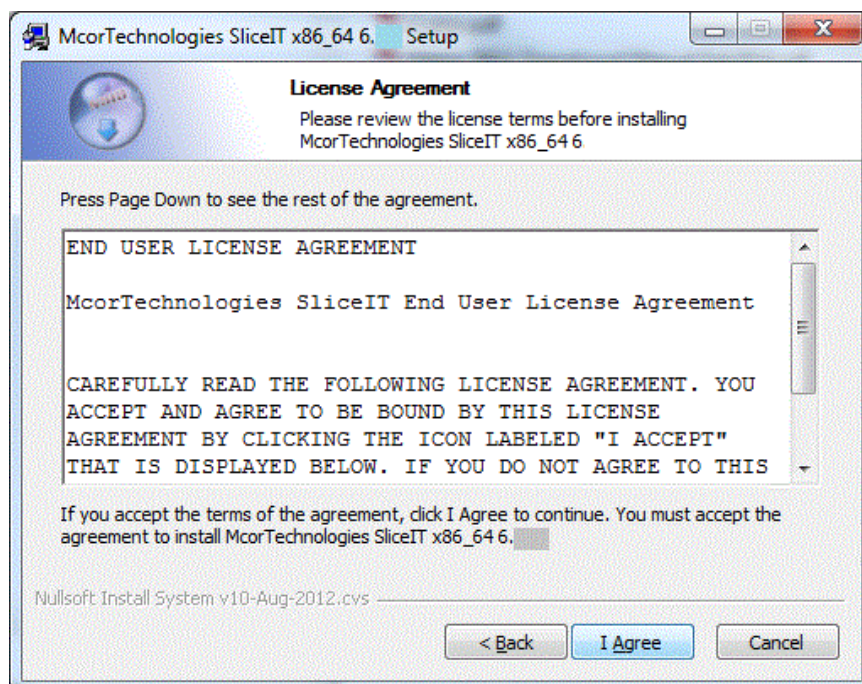 McorTechnologies SliceIT x86_64 6. Setup
License Agreement
Please review the license terms before installing
McorTechnologies SliceIT x86_64 6
Press Page Down to see the rest of the agreement.
END USER LICENSE AGREEMENT
McorTechnologies SliceIT End User License Agreement
CAREFULLY READ THE FOLLOWING LICENSE AGREEMENT. YOU
ACCEPT AND AGREE TO BE BOUND BY THIS LICENSE
AGREEMENT BY CLICKING THE ICON LABELED "I ACCEPT"
THAT IS DISPLAYED BELOW. IF YOU DO NOT AGREE TO THIS
If you accept the terms of the agreement, click I Agree to continue. You must accept the
agreement to install McorTechnologies SliceIT x86_64 6.
Nullsoft Install System v10-Aug-2012.cvs
< Back
I Agree
Cancel